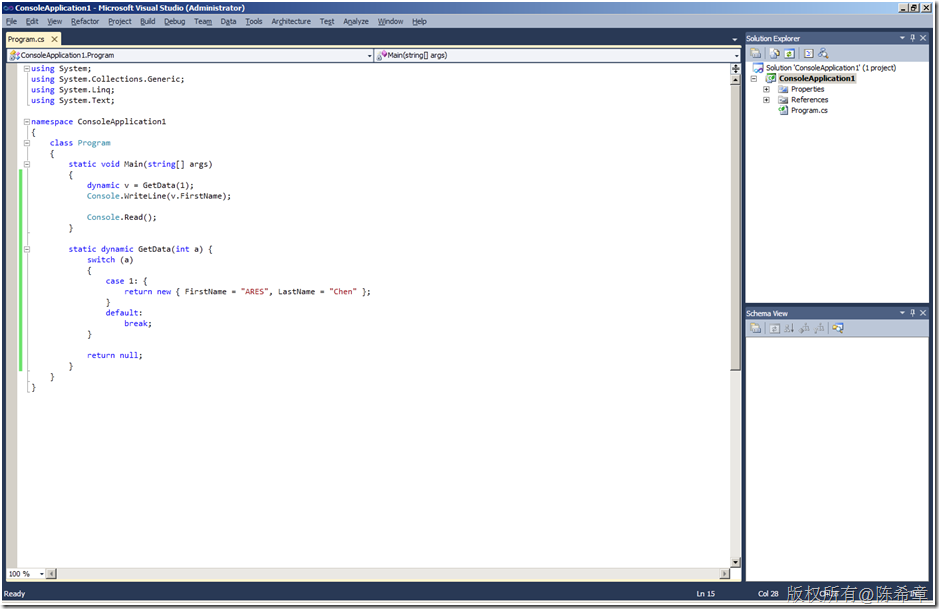 ConsoleApplication1 - Microsoft Visual Studio (Administrator)
File Edit View Refactor Project Build Debug Team Data Tools Architecture Test Analyze Window Help
Program.cs
ConsoleApplication1.Program
Main(string[] args)
using System;
using System.Collections.Generic;
using System.Linq;
using System.Text;
namespace ConsoleApplication1
{
class Program
{
static void Main(string[] args)
{
dynamic v = GetData(1);
Console.WriteLine(v.FirstName);
Console.Read();
}
static dynamic GetData(int a) {
switch (a)
{
case 1: {
return new { FirstName = "ARES", LastName = "Chen" };
}
default:
break;
}
return null;
}
}
}
100 %
Solution Explorer
Solution 'ConsoleApplication1' (1 project)
ConsoleApplication1
Properties
References
Program.cs
Schema View
Ready
Ln 15
Col 28
版权所有@陈希章